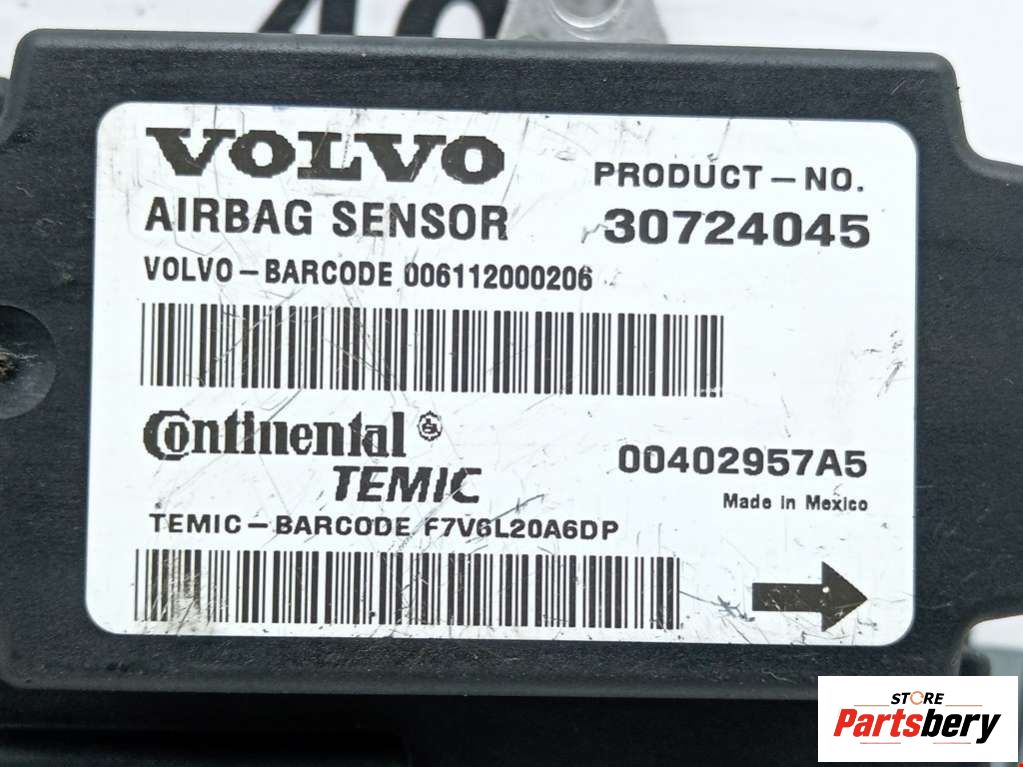 VOLVO
AIRBAG SENSOR
PRODUCT-NO.
30724045
VOLVO-BARCODE 006112000206
Continental®
TEMIC
00402957A5
Made in Mexico
TEMIC-BARCODE F7V6L20A6DP
STORE
Partsbery